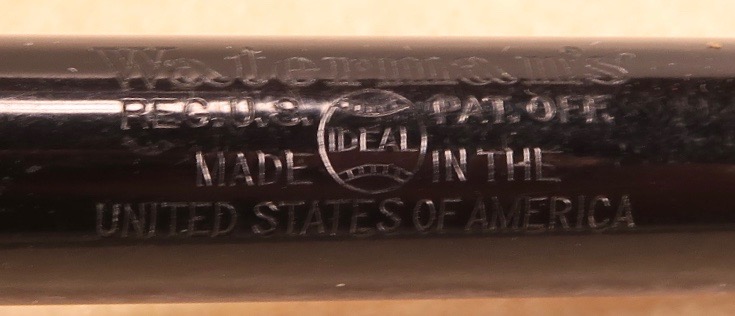 Waterman's
REG. U.S. IDEAL PAT. OFF.
MADE IN THE
UNITED STATES OF AMERICA